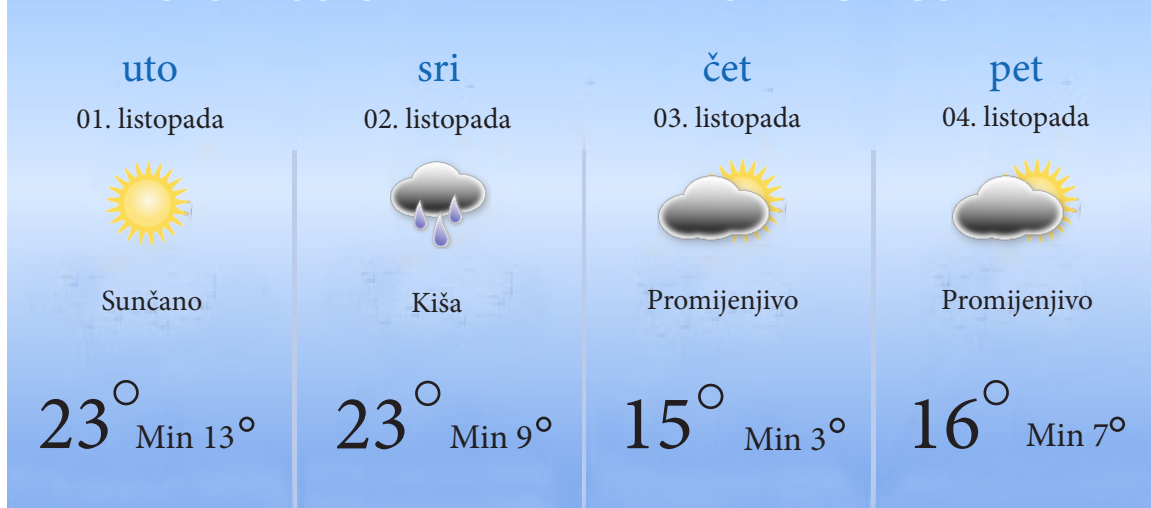 uto
01. listopada
Sunčano
23° Min 13°
sri
02. listopada
Kiša
23° Min 9°
čet
03. listopada
Promijenjivo
15° Min 3°
pet
04. listopada
Promijenjivo
16° Min 7°